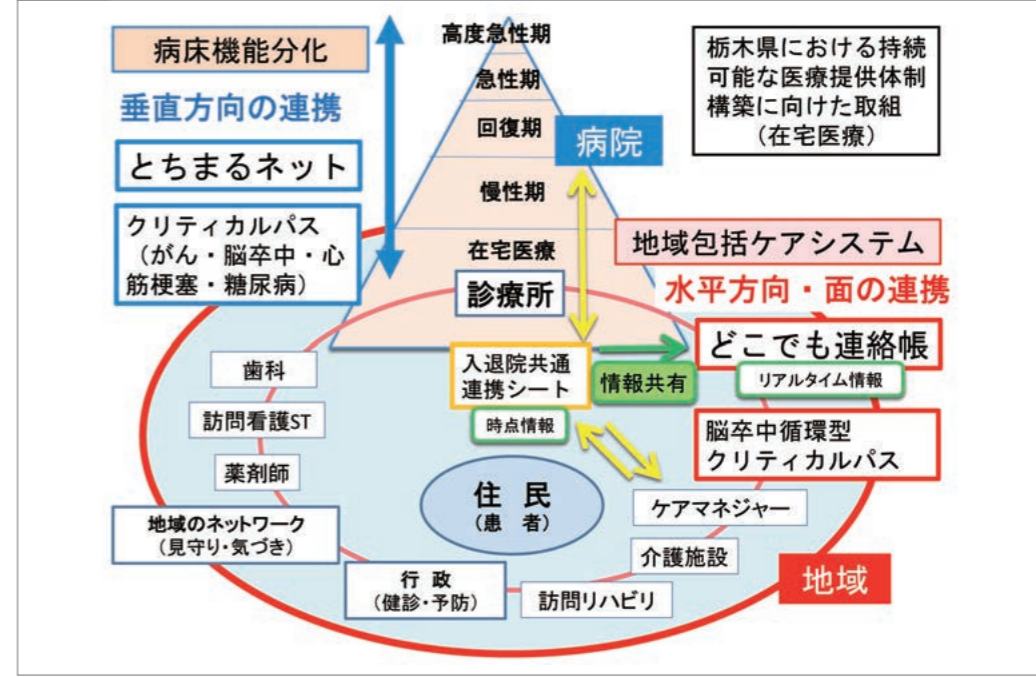 病床機能分化
垂直方向の連携
とちまるネット
クリティカルパス
(がん・脳卒中・心
筋梗塞・糖尿病)
高度急性期
急性期
回復期
慢性期
在宅医療
診療所
病院
栃木県における持続
可能な医療提供体制
構築に向けた取組
(在宅医療)
地域包括ケアシステム
水平方向・面の連携
どこでも連絡帳
リアルタイム情報
入退院共通
連携シート
情報共有
時点情報
脳卒中循環型
クリティカルパス
歯科
訪問看護ST
薬剤師
地域のネットワーク
(見守り・気づき)
行 政
(健診・予防)
訪問リハビリ
介護施設
ケアマネジャー
住 民
(患 者)
地域